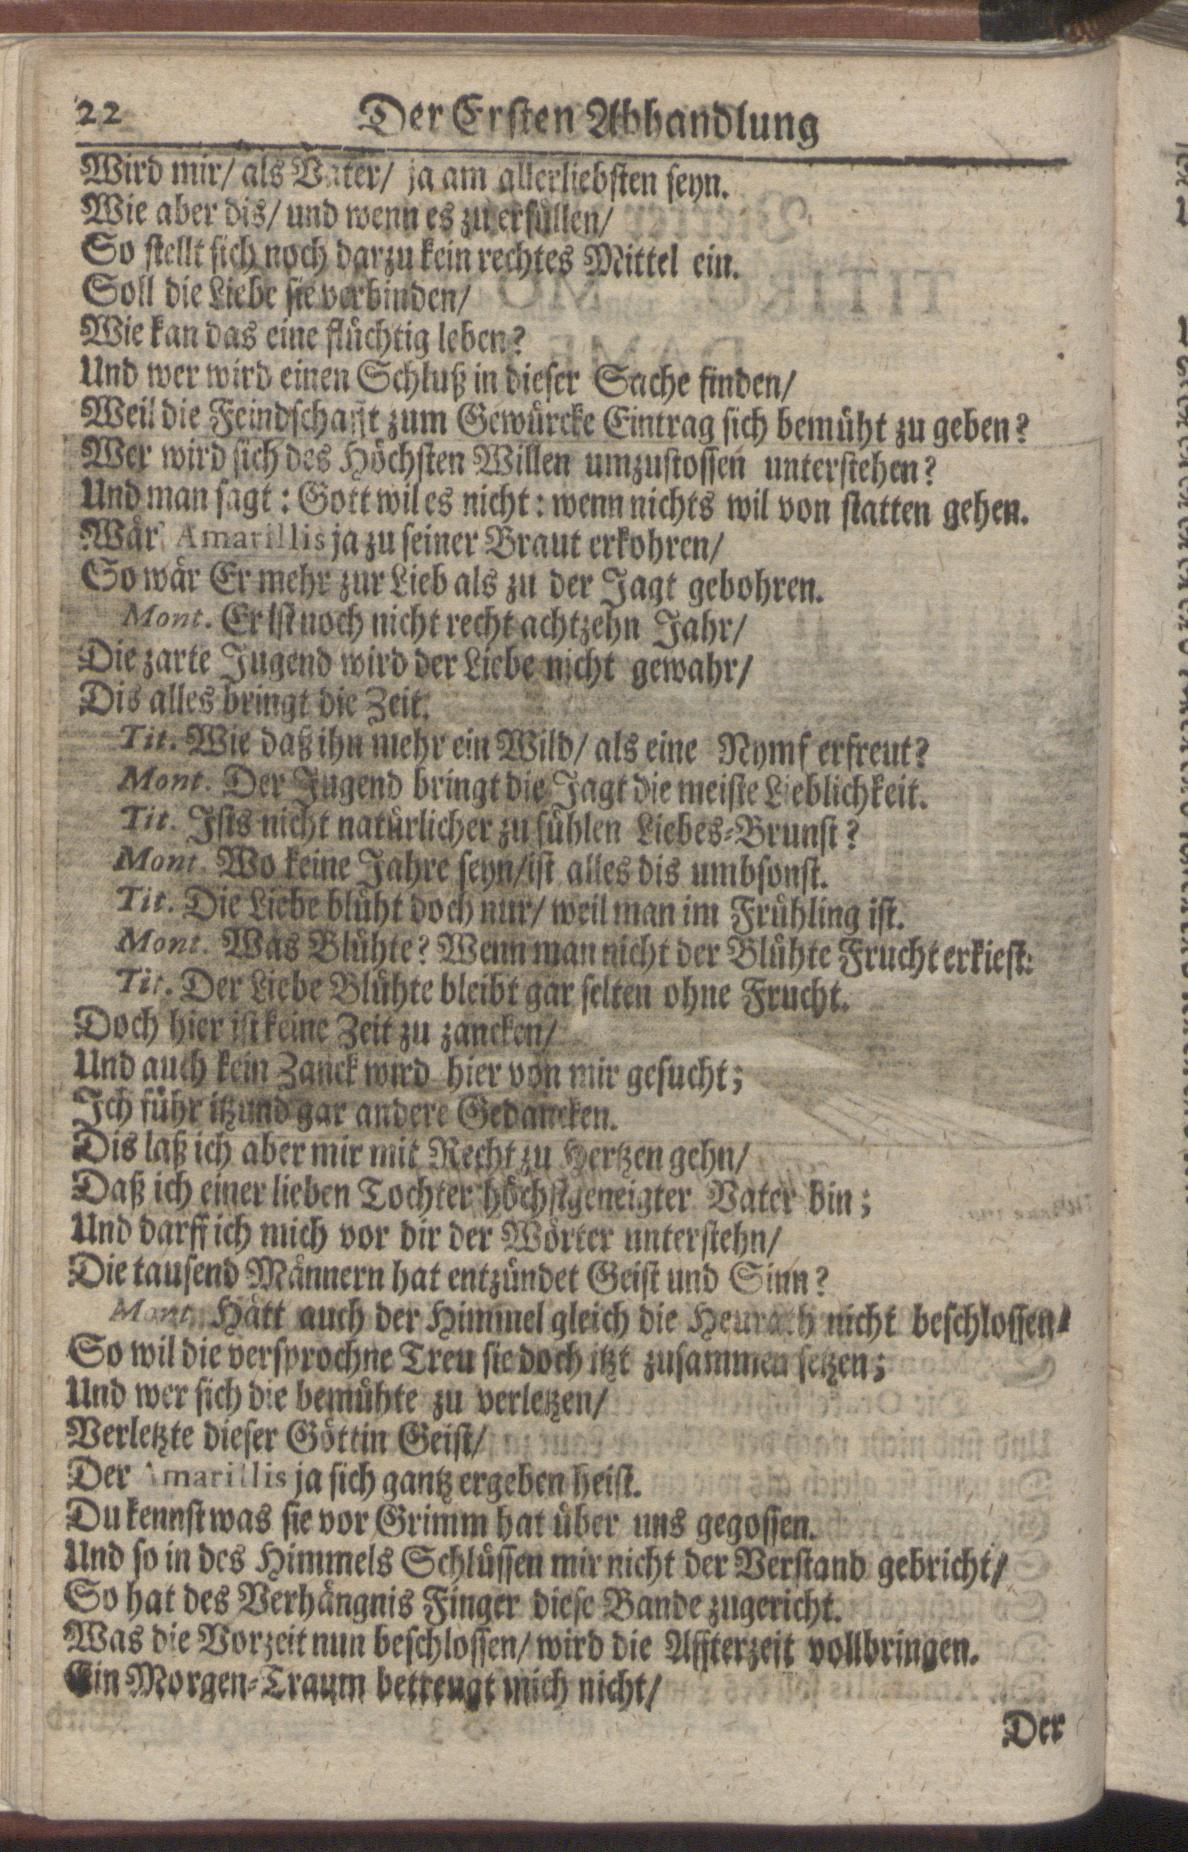 22 Der Ersten Abhandlung
Wird mir/ als Vater/ ja am allerliebsten seyn.
Wie aber dis/ und wenn es zu erfüllen/
So stellt sich noch darzu kein rechtes Mittel ein.
Soll die Liebe sie verbinden/
Wie kan das eine flüchtig leben?
Und wer wird einen Schluß in dieser Sache finden/
Weil die Feindschafft zum Gewürcke Eintrag sich bemüht zu geben?
Wer wird sich des Höchsten Willen umzustossen unterstehen?
Und man sagt: Gott wil es nicht: wenn nichts wil von statten gehen.
Wär Amarillis ja zu seiner Braut erkohren/
So wär Er mehr zur Lieb als zu der Jagt gebohren.
Mont. Er ist noch nicht recht achtzehn Jahr/
Die zarte Jugend wird der Liebe nicht gewahr/
Dis alles bringt die Zeit.
Tit. Wie daß ihn mehr ein Wild/ als eine Nymf erfreut?
Mont. Der Jugend bringt die Jagt die meiste Lieblichkeit.
Tit. Ists nicht natürlicher zu fühlen Liebes-Brunst?
Mont. Wo keine Jahre seyn/ ist alles dis umbsonst.
Tit. Die Liebe blüht doch nur/ weil man im Frühling ist.
Mont. Was Blühte? Wenn man nicht der Blühte Frucht erkiest:
Tit. Der Liebe Blühte bleibt gar selten ohne Frucht.
Doch hier ist keine Zeit zu zancken/
Und auch kein Zanck wird hier von mir gesucht;
Ich führ itzund gar andere Gedancken.
Dis laß ich aber mir mit Recht zu Hertzen gehn/
Daß ich einer lieben Tochter höchstgeneigter Vater bin;
Und darff ich mich vor dir der Wörter unterstehn/
Die tausend Männern hat entzündet Geist und Sinn?
Mont. Hätt auch der Himmel gleich die Heurath nicht beschlossen/
So wil die versprochne Treu sie doch itzt zusammen setzen;
Und wer sich die bemühte zu verletzen/
Verletzte dieser Göttin Geist/
Der Amarillis ja sich gantz ergeben heist.
Du kennst was sie vor Grimm hat über uns gegossen.
Und so in des Himmels Schlüssen mir nicht der Verstand gebricht/
So hat des Verhängnis Finger diese Bande zugericht.
Was die Vorzeit nun beschlossen/ wird die Affterzeit vollbringen.
Ein Morgen-Traum betreugt mich nicht/
Der